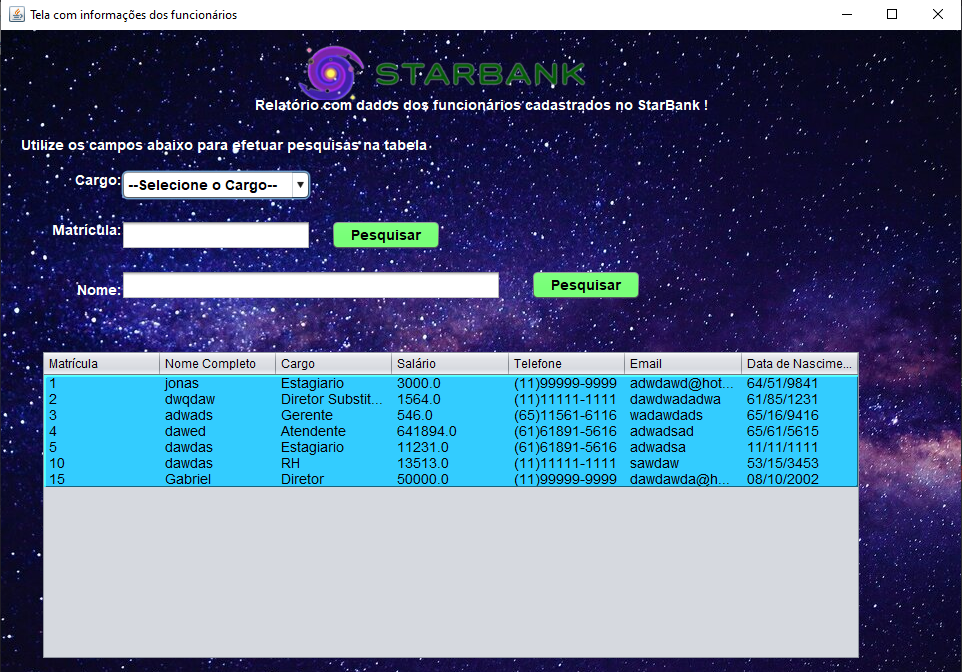 Tela com informações dos funcionários
STARBANK
Relatório com dados dos funcionários cadastrados no StarBank !
Utilize os campos abaixo para efetuar pesquisas na tabela
Cargo: --Selecione o Cargo--
Matrícula: Pesquisar
Nome: Pesquisar
Matrícula Nome Completo Cargo Salário Telefone Email Data de Nascime...
1 jonas Estagiario 3000.0 (11)99999-9999 adwdawd@hot... 64/51/9841
2 dwqdaw Diretor Substit... 1564.0 (11)11111-1111 dawdwadadwa 61/85/1231
3 adwads Gerente 546.0 (65)11561-6116 wadawdads 65/16/9416
4 dawed Atendente 641894.0 (61)61891-5616 adwadsad 65/61/5615
5 dawdas Estagiario 11231.0 (61)61891-5616 adwadsa 11/11/1111
10 dawdas RH 13513.0 (11)11111-1111 sawdaw 53/15/3453
15 Gabriel Diretor 50000.0 (11)99999-9999 dawdawda@h... 08/10/2002